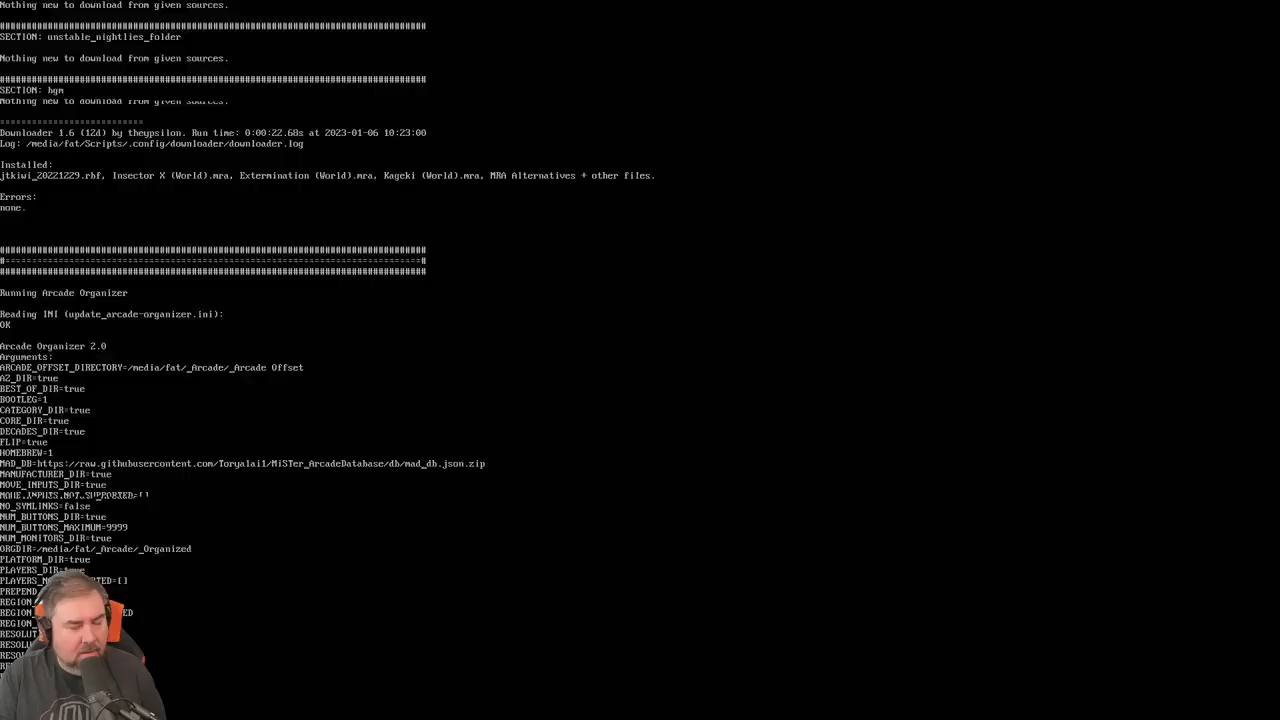 Nothing new to download from given sources.
################################################################################
SECTION: unstable_nightlies_folder
Nothing new to download from given sources.
################################################################################
SECTION: hgm
Nothing new to download from given sources.
===========================
Downloader 1.6 (12d) by theypsilon. Run time: 0:00:22.68s at 2023-01-06 10:23:00
Log: /media/fat/Scripts/.config/downloader/downloader.log
Installed:
jtkiwi_20221229.rbf, Insector X (World).mra, Extermination (World).mra, Kageki (World).mra, MRA Alternatives + other files.
Errors:
none.
################################################################################
#==============================================================================#
################################################################################
Running Arcade Organizer
Reading INI (update_arcade-organizer.ini):
OK
Arcade Organizer 2.0
Arguments:
ARCADE_OFFSET_DIRECTORY=/media/fat/_Arcade/_Arcade Offset
AZ_DIR=true
BEST_OF_DIR=true
BOOTLEG=1
CATEGORY_DIR=true
CORE_DIR=true
DECADES_DIR=true
FLIP=true
HOMEBREW=1
MAD_DB=https://raw.githubusercontent.com/Toryalai1/MiSTer_ArcadeDatabase/db/mad_db.json.zip
MANUFACTURER_DIR=true
MOVE_INPUTS_DIR=true
MOVE_INPUTS_NOT_SUPPORTED=[]
NO_SYMLINKS=false
NUM_BUTTONS_DIR=true
NUM_BUTTONS_MAXIMUM=9999
NUM_MONITORS_DIR=true
ORGDIR=/media/fat/_Arcade/_Organized
PLATFORM_DIR=true
PLAYERS_DIR=true
PREPEND
REGION
REGION
REGION